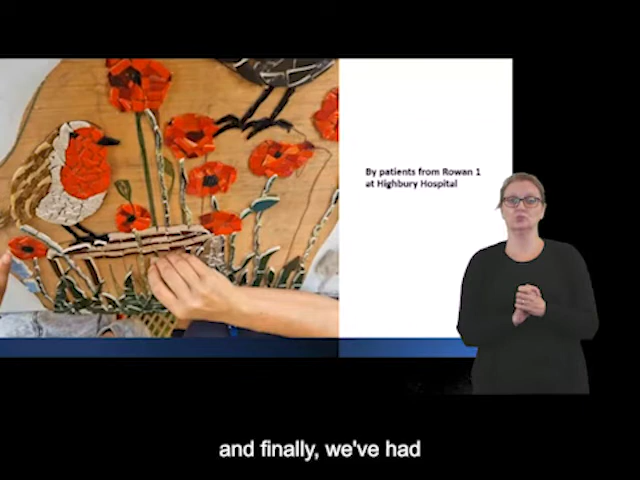 By patients from Rowan 1
at Highbury Hospital
and finally, we've had